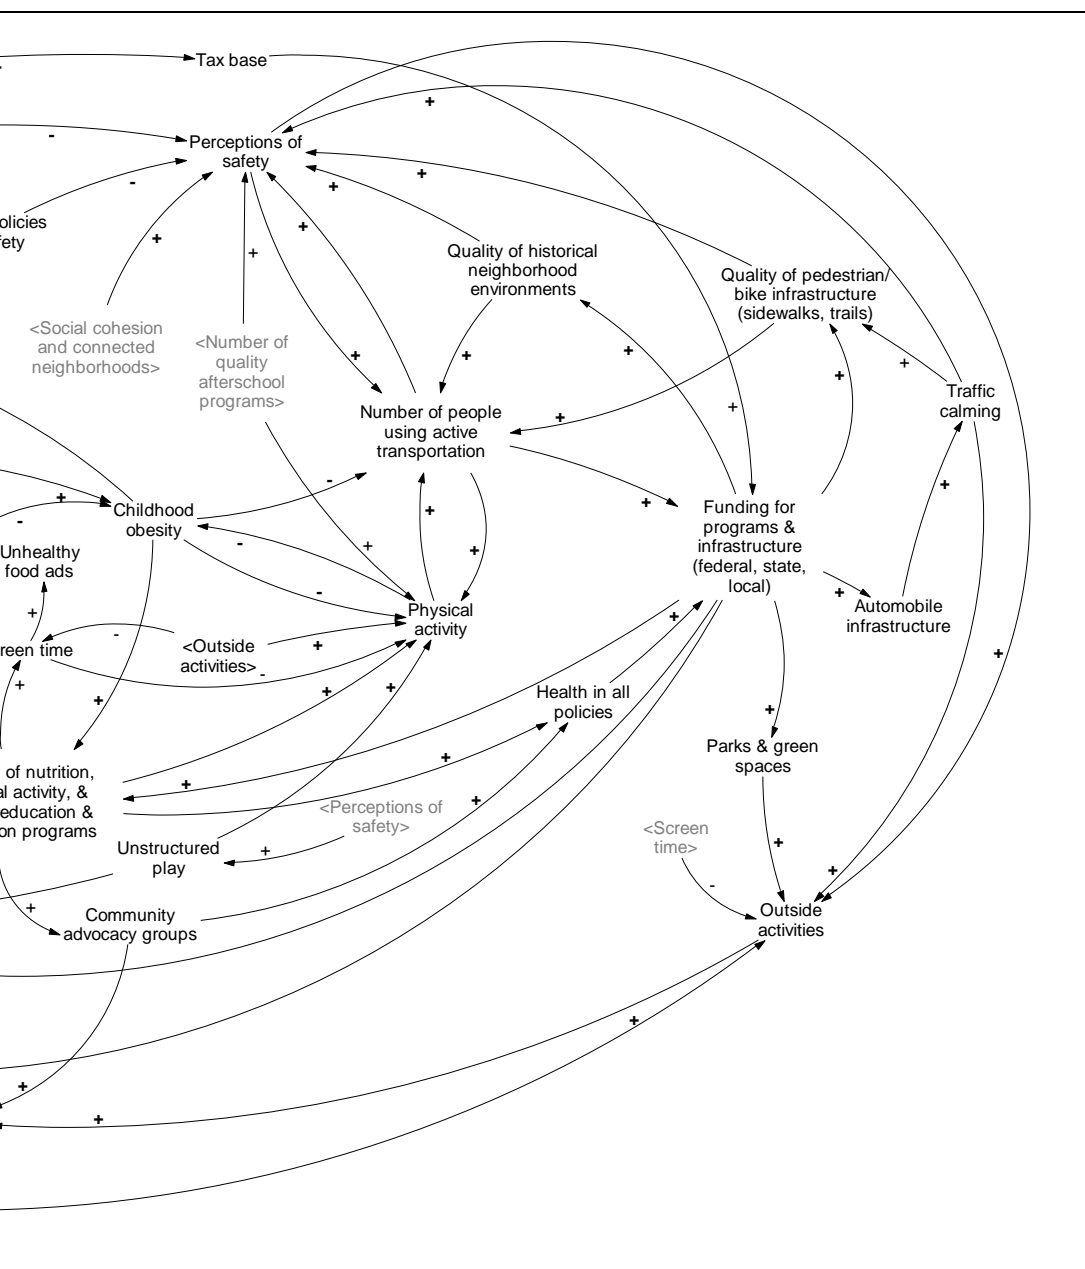 Tax base
Perceptions of
safety
olicies
fety
Quality of historical
neighborhood
environments
Quality of pedestrian/
bike infrastructure
(sidewalks, trails)
<Social cohesion
and connected
neighborhoods>
<Number of
quality
afterschool
programs>
Traffic
calming
Number of people
using active
transportation
Childhood
obesity
Funding for
programs &
infrastructure
(federal, state,
local)
Unhealthy
food ads
Physical
activity
Automobile
infrastructure
reen time
<Outside
activities>
Health in all
policies
Parks & green
spaces
of nutrition,
al activity, &
education &
on programs
<Perceptions of
safety>
<Screen
time>
Unstructured
play
Community
advocacy groups
Outside
activities